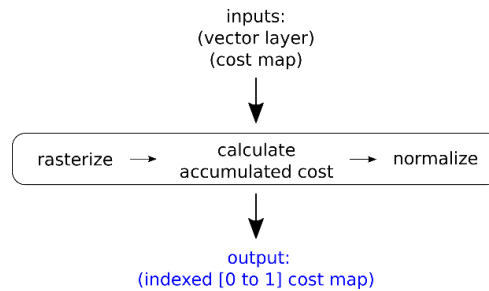 inputs:
(vector layer)
(cost map)
rasterize
calculate
accumulated cost
normalize
output:
(indexed [0 to 1] cost map)